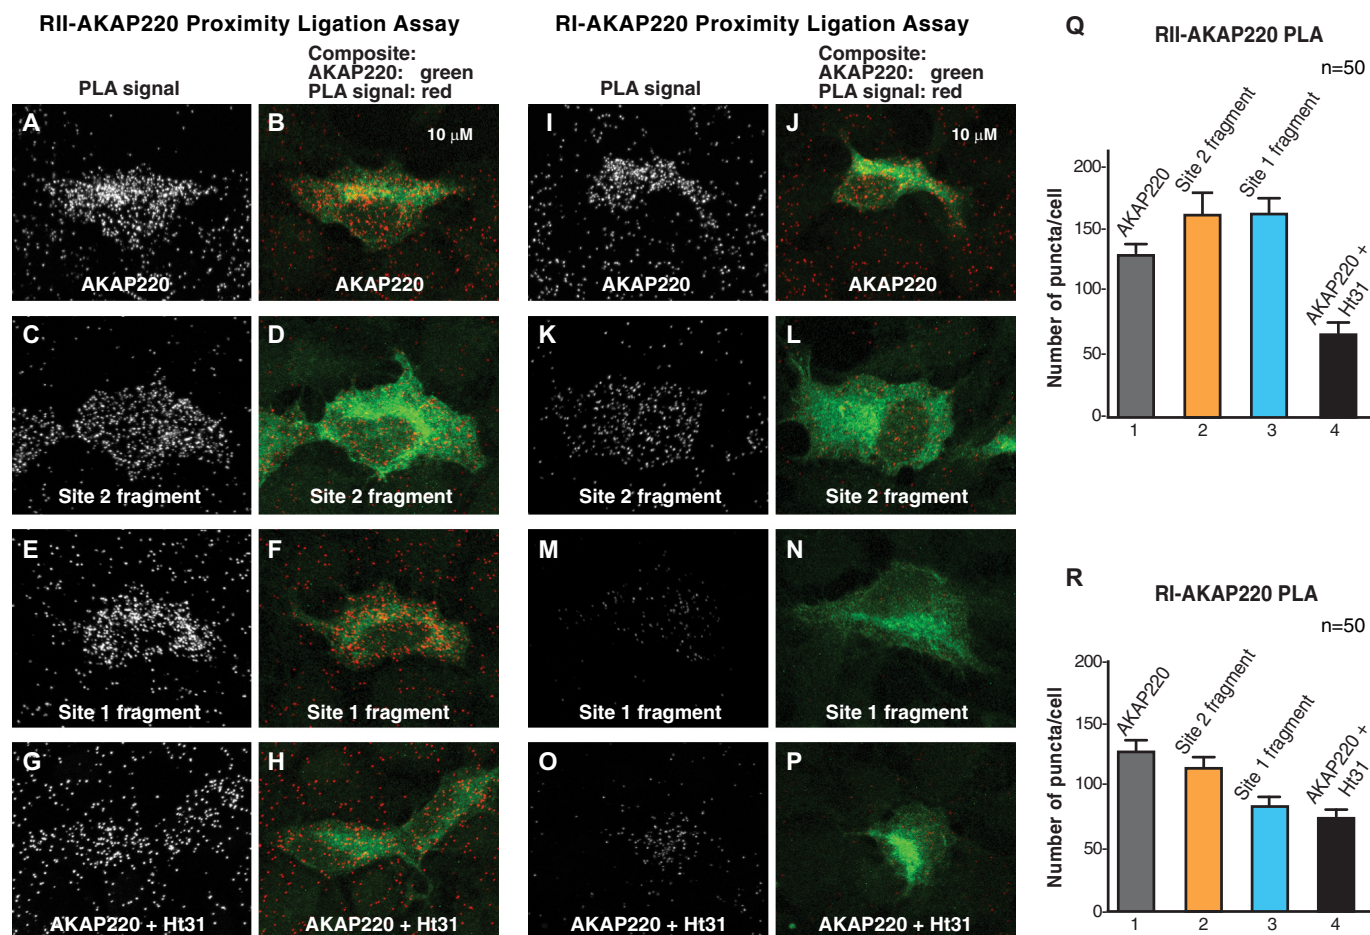 RII-AKAP220 Proximity Ligation Assay
PLA signal
Composite:
AKAP220: green
PLA signal: red
A
AKAP220
B
10 µM
AKAP220
C
Site 2 fragment
D
Site 2 fragment
E
Site 1 fragment
F
Site 1 fragment
G
AKAP220 + Ht31
H
AKAP220 + Ht31
RI-AKAP220 Proximity Ligation Assay
PLA signal
Composite:
AKAP220: green
PLA signal: red
I
AKAP220
J
10 µM
AKAP220
K
Site 2 fragment
L
Site 2 fragment
M
Site 1 fragment
N
Site 1 fragment
O
AKAP220 + Ht31
P
AKAP220 + Ht31
Q
RII-AKAP220 PLA
n=50
Number of puncta/cell
200
150
100
50
0
AKAP220
Site 2 fragment
Site 1 fragment
AKAP220 +
Ht31
1 2 3 4
R
RI-AKAP220 PLA
n=50
Number of puncta/cell
200
150
100
50
0
AKAP220
Site 2 fragment
Site 1 fragment
AKAP220 +
Ht31
1 2 3 4